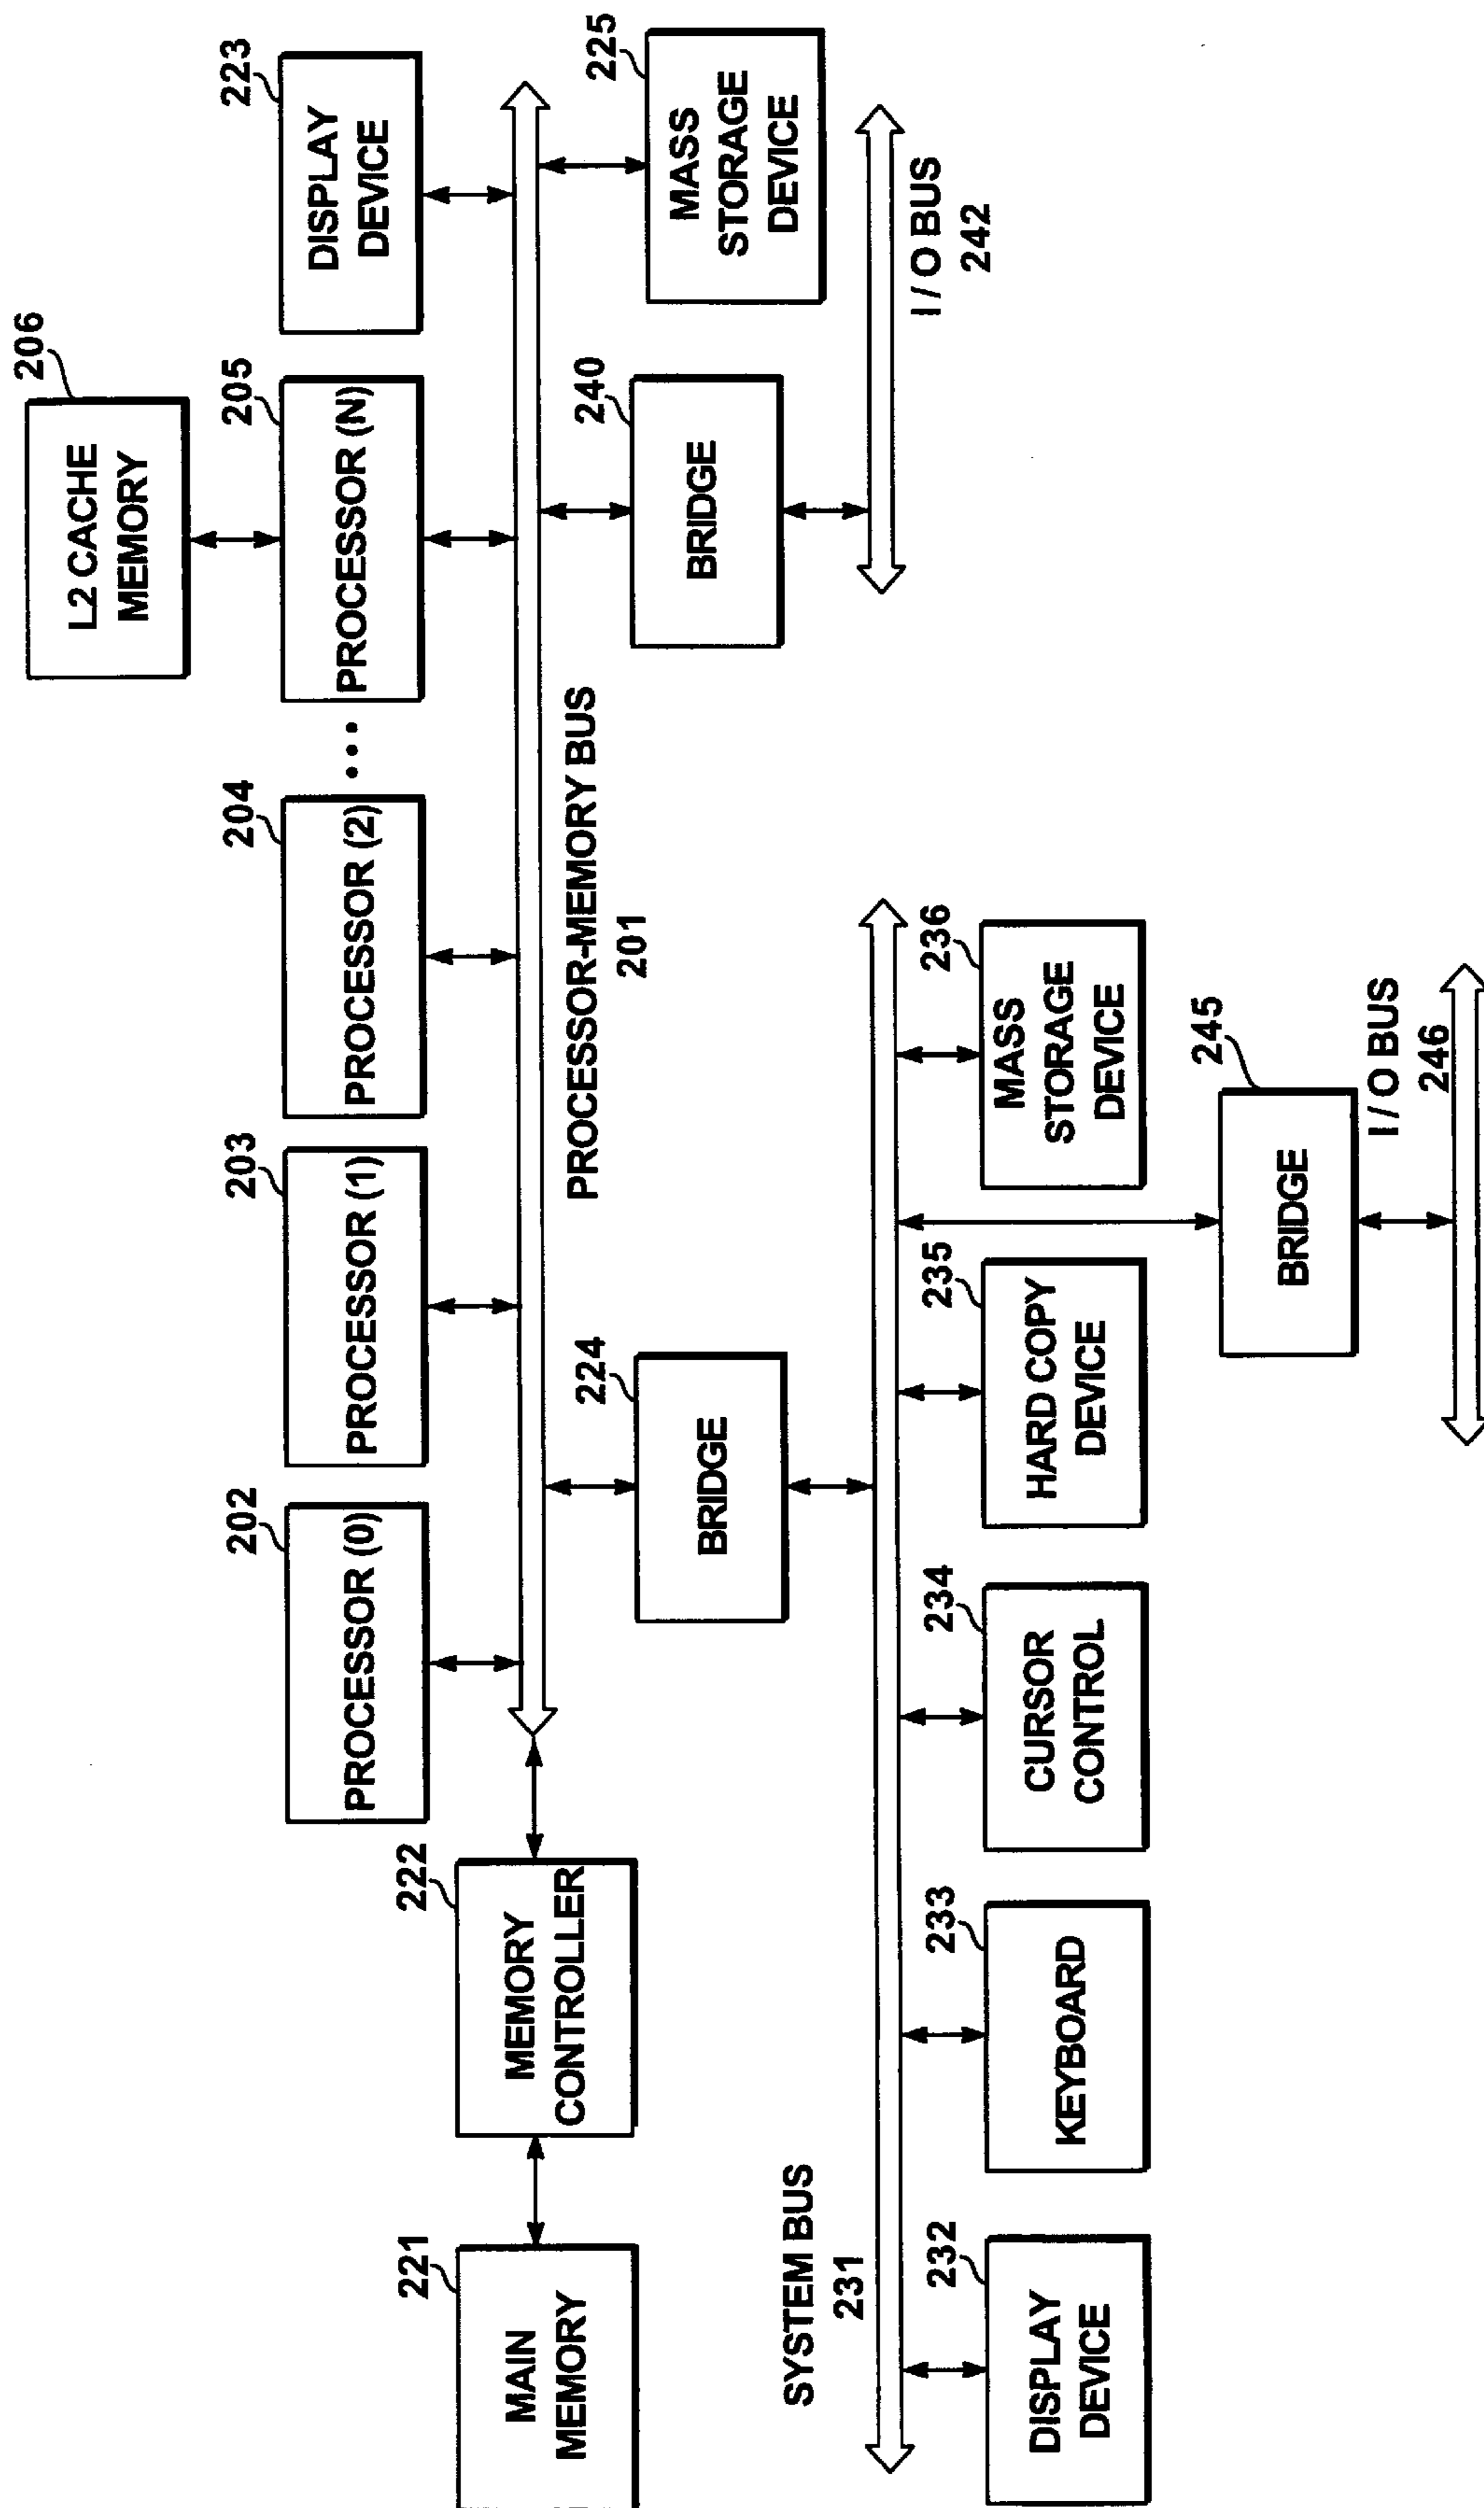 206
L2 CACHE
MEMORY
202
PROCESSOR (0)
203
PROCESSOR (1)
204
PROCESSOR (2)
• • •
205
PROCESSOR (N)
223
DISPLAY
DEVICE
221
MAIN
MEMORY
222
MEMORY
CONTROLLER
PROCESSOR-MEMORY BUS
201
224
BRIDGE
240
BRIDGE
225
MASS
STORAGE
DEVICE
SYSTEM BUS
231
I / O BUS
242
232
DISPLAY
DEVICE
233
KEYBOARD
234
CURSOR
CONTROL
235
HARD COPY
DEVICE
236
MASS
STORAGE
DEVICE
245
BRIDGE
I / O BUS
246